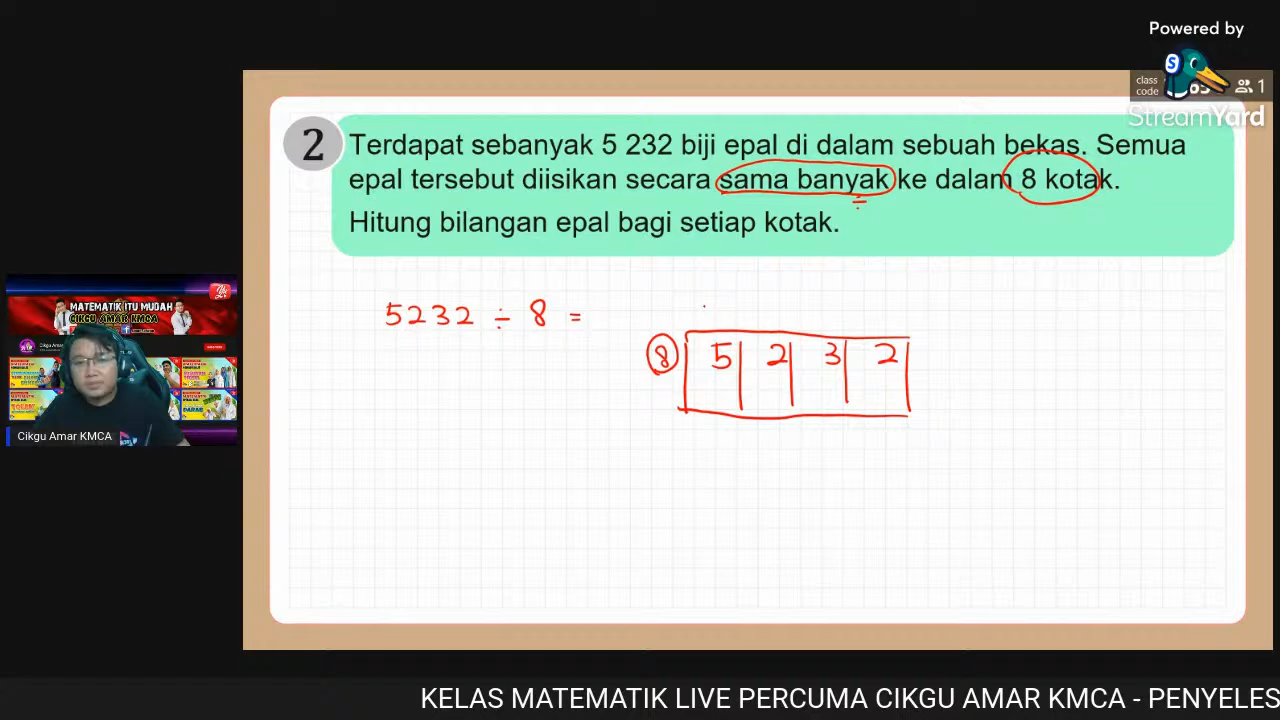 Powered by
StreamYard
class code
1
2
Terdapat sebanyak 5 232 biji epal di dalam sebuah bekas. Semua
epal tersebut diisikan secara sama banyak ke dalam 8 kotak.
Hitung bilangan epal bagi setiap kotak.
5232 ÷ 8 =
8 5 2 3 2
MATEMATIK ITU MUDAH
CIKGU AMAR KMCA
Cikgu Amar KMCA
KELAS MATEMATIK LIVE PERCUMA CIKGU AMAR KMCA - PENYELES